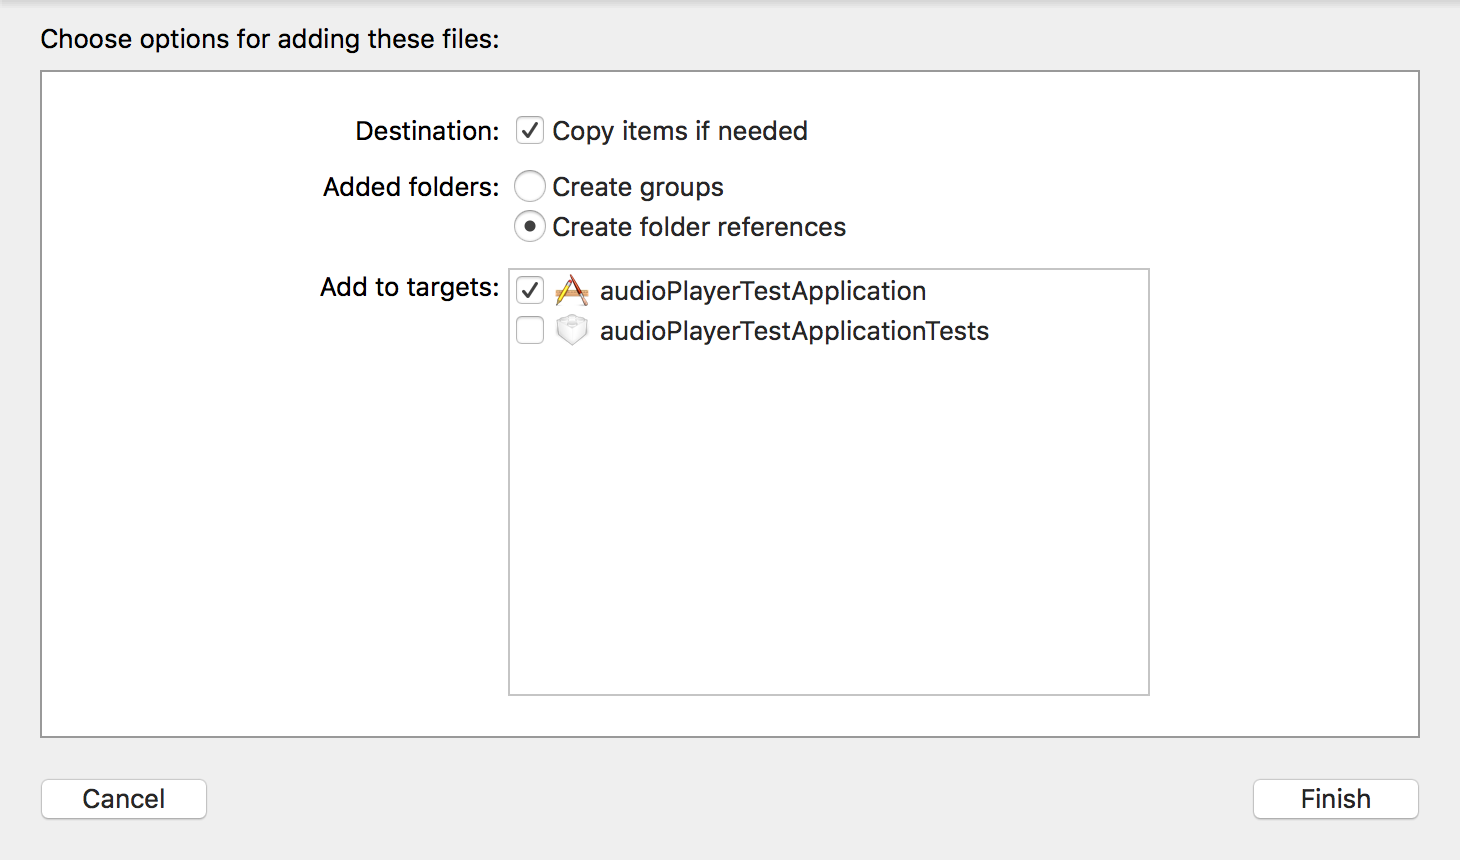 Choose options for adding these files:
Destination: Copy items if needed
Added folders: Create groups
Create folder references
Add to targets: audioPlayerTestApplication
audioPlayerTestApplicationTests
Cancel Finish